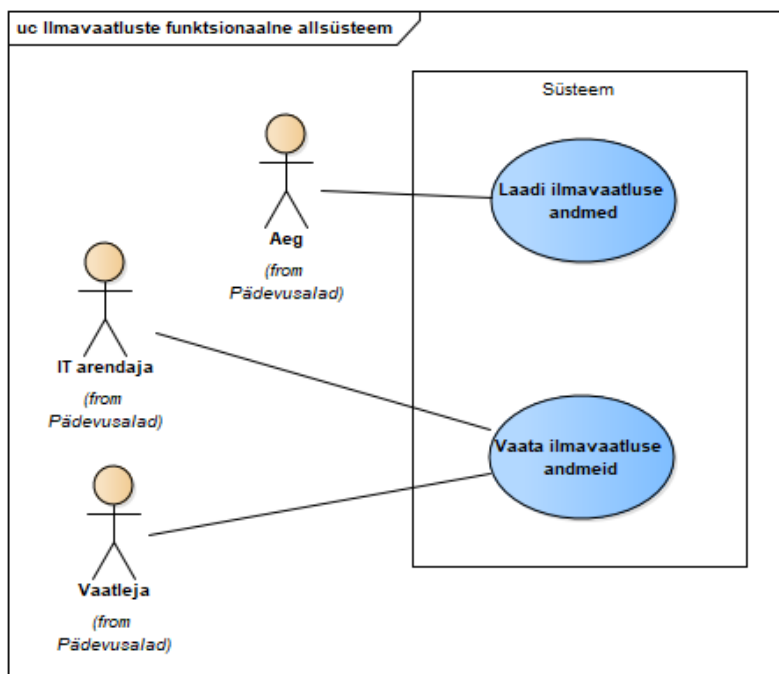 uc Ilmavaatluste funktsionaalne allsüsteem
Süsteem
Laadi ilmavaatluse
andmed
Aeg
(from
Pädevusalad)
IT arendaja
(from
Pädevusalad)
Vaata ilmavaatluse
andmeid
Vaatleja
(from
Pädevusalad)